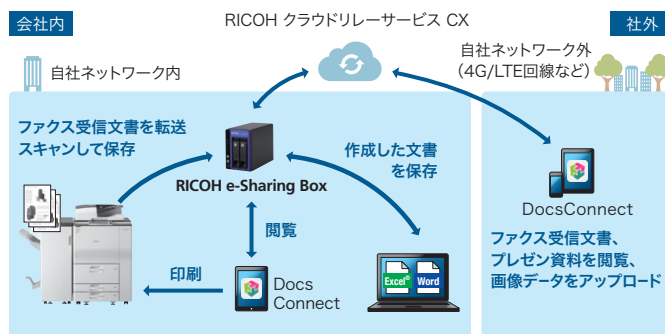 会社内
RICOH クラウドリレーサービス CX
社外
自社ネットワーク内
自社ネットワーク外
（4G/LTE回線など）
ファクス受信文書を転送
スキャンして保存
作成した文書
を保存
RICOH e-Sharing Box
閲覧
印刷
Docs
Connect
Excel®
Word
DocsConnect
ファクス受信文書、
プレゼン資料を閲覧、
画像データをアップロード